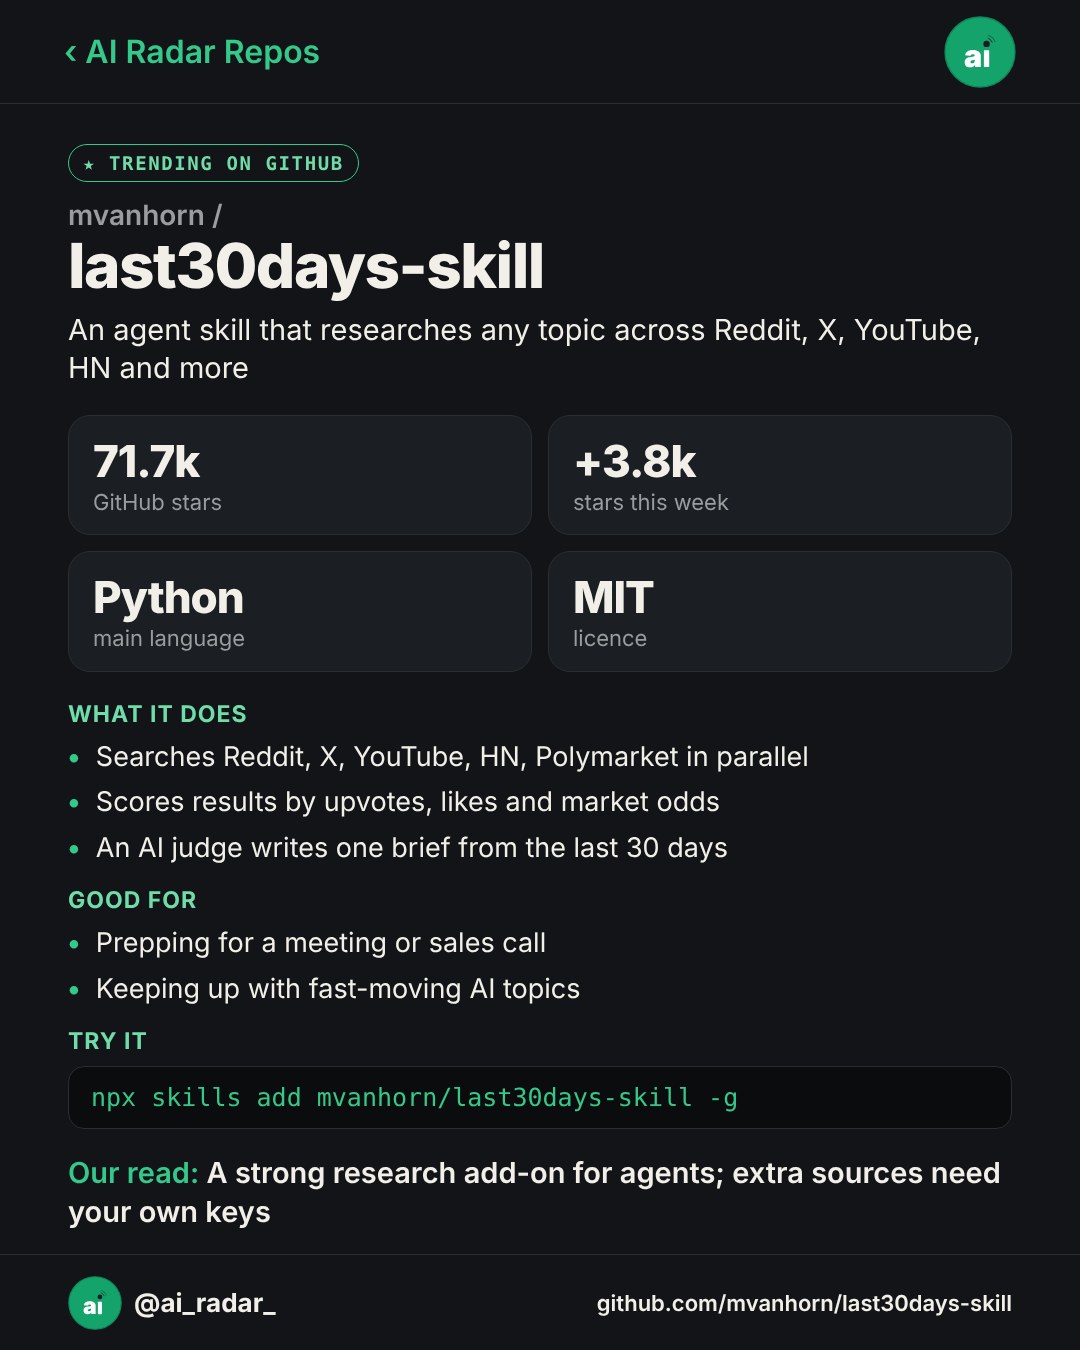 ‹ AI Radar Repos
ai
★ TRENDING ON GITHUB
mvanhorn /
last30days-skill
An agent skill that researches any topic across Reddit, X, YouTube,
HN and more
71.7k
GitHub stars
+3.8k
stars this week
Python
main language
MIT
licence
WHAT IT DOES
• Searches Reddit, X, YouTube, HN, Polymarket in parallel
• Scores results by upvotes, likes and market odds
• An AI judge writes one brief from the last 30 days
GOOD FOR
• Prepping for a meeting or sales call
• Keeping up with fast-moving AI topics
TRY IT
npx skills add mvanhorn/last30days-skill -g
Our read: A strong research add-on for agents; extra sources need
your own keys
ai
@ai_radar_
github.com/mvanhorn/last30days-skill